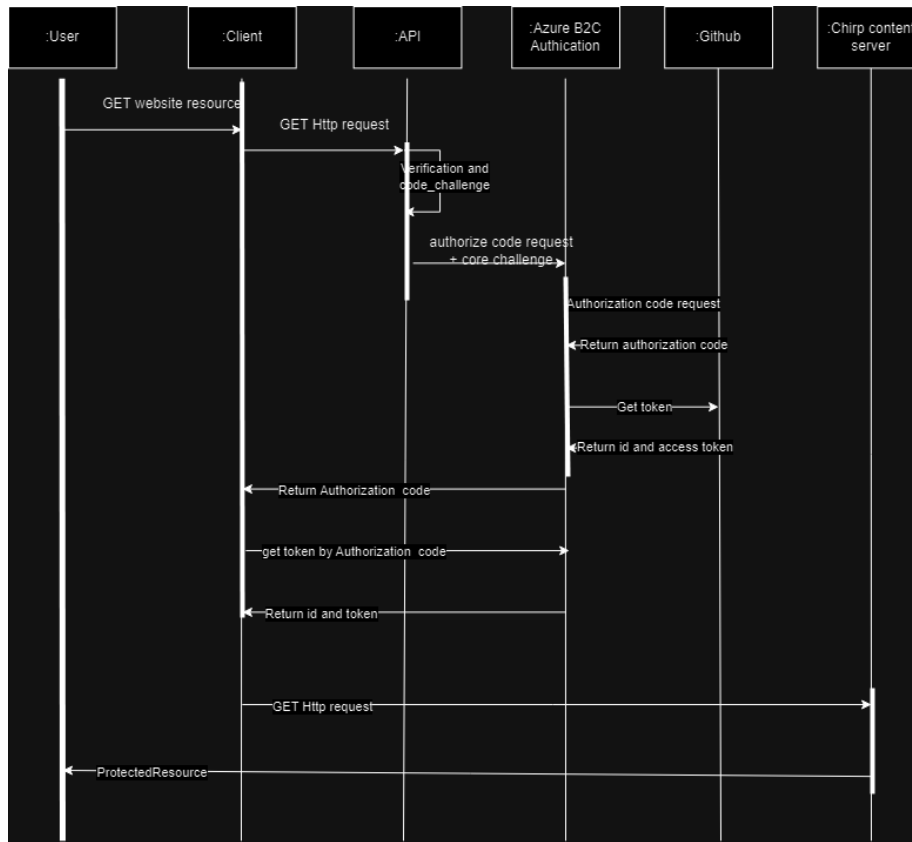 :User
:Client
:API
:Azure B2C
Authication
:Github
:Chirp content
server
GET website resource
GET Http request
Verification and
code_challenge
authorize code request
+ core challenge
Authorization code request
Return authorization code
Get token
Return id and access token
Return Authorization code
get token by Authorization code
Return id and token
GET Http request
ProtectedResource